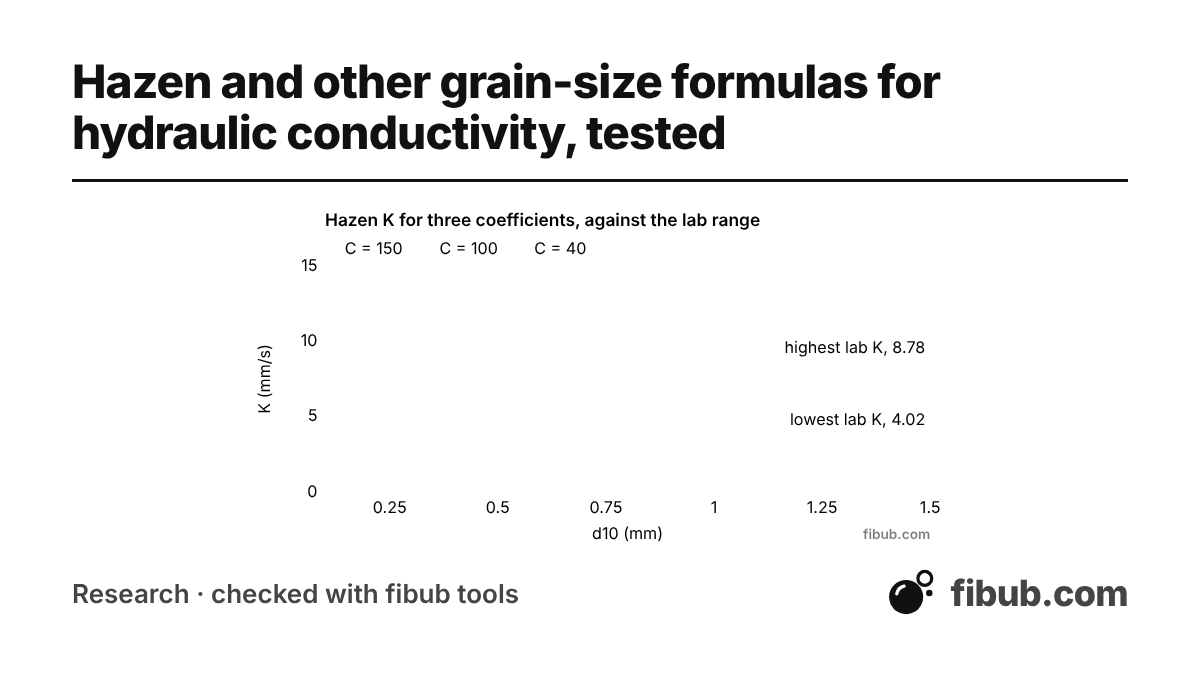 Hazen and other grain-size formulas for
hydraulic conductivity, tested
Hazen K for three coefficients, against the lab range
C = 150 C = 100 C = 40
15
10
5
0
K (mm/s)
highest lab K, 8.78
lowest lab K, 4.02
0.25 0.5 0.75 1 1.25 1.5
d10 (mm)
fibub.com
Research · checked with fibub tools
fibub.com